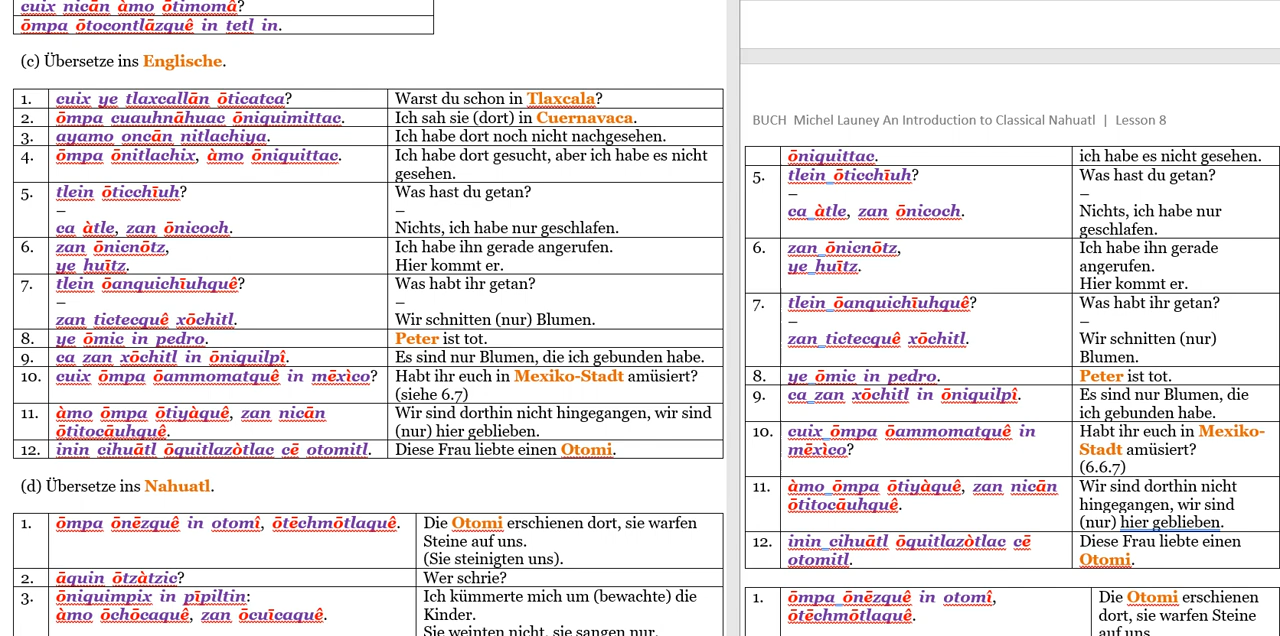 cuix nicān àmo ōtimomâ?
ōmpa ōtocontlāzquê in tetl in.
(c) Übersetze ins Englische.
1. cuix ye tlaxcallān ōticatca? Warst du schon in Tlaxcala?
2. ōmpa cuauhnāhuac ōniquimittac. Ich sah sie (dort) in Cuernavaca.
3. ayamo oncān nitlachiya. Ich habe dort noch nicht nachgesehen.
4. ōmpa ōnitlachix, àmo ōniquittac. Ich habe dort gesucht, aber ich habe es nicht
gesehen.
5. tlein ōticchīuh? Was hast du getan?
– –
ca àtle, zan ōnicoch. Nichts, ich habe nur geschlafen.
6. zan ōnicnōtz, Ich habe ihn gerade angerufen.
ye huītz. Hier kommt er.
7. tlein ōanquichīuhquê? Was habt ihr getan?
– –
zan tictecquê xōchitl. Wir schnitten (nur) Blumen.
8. ye ōmic in pedro. Peter ist tot.
9. ca zan xōchitl in ōniquilpî. Es sind nur Blumen, die ich gebunden habe.
10. cuix ōmpa ōammomatquê in mēxìco? Habt ihr euch in Mexiko-Stadt amüsiert?
(siehe 6.7)
11. àmo ōmpa ōtiyàquê, zan nicān Wir sind dorthin nicht hingegangen, wir sind
ōtitocāuhquê. (nur) hier geblieben.
12. inin cihuātl ōquitlazòtlac cē otomitl. Diese Frau liebte einen Otomi.
(d) Übersetze ins Nahuatl.
1. ōmpa ōnēzquê in otomî, ōtēchmōtlaquê. Die Otomi erschienen dort, sie warfen
Steine auf uns.
(Sie steinigten uns).
2. āquin ōtzàtzic? Wer schrie?
3. ōniquimpix in pīpiltin: Ich kümmerte mich um (bewachte) die
àmo ōchōcaquê, zan ōcuīcaquê. Kinder.
Sie weinten nicht, sie sangen nur.
BUCH Michel Launey An Introduction to Classical Nahuatl | Lesson 8
ōniquittac. ich habe es nicht gesehen.
5. tlein ōticchīuh? Was hast du getan?
– –
ca àtle, zan ōnicoch. Nichts, ich habe nur
geschlafen.
6. zan ōnicnōtz, Ich habe ihn gerade
ye huītz. angerufen.
Hier kommt er.
7. tlein ōanquichīuhquê? Was habt ihr getan?
– –
zan tictecquê xōchitl. Wir schnitten (nur)
Blumen.
8. ye ōmic in pedro. Peter ist tot.
9. ca zan xōchitl in ōniquilpî. Es sind nur Blumen, die
ich gebunden habe.
10. cuix ōmpa ōammomatquê in Habt ihr euch in Mexiko-
mēxìco? Stadt amüsiert?
(6.6.7)
11. àmo ōmpa ōtiyàquê, zan nicān Wir sind dorthin nicht
ōtitocāuhquê. hingegangen, wir sind
(nur) hier geblieben.
12. inin cihuātl ōquitlazòtlac cē Diese Frau liebte einen
otomitl. Otomi.
1. ōmpa ōnēzquê in otomî, Die Otomi erschienen
ōtēchmōtlaquê. dort, sie warfen Steine
auf uns.